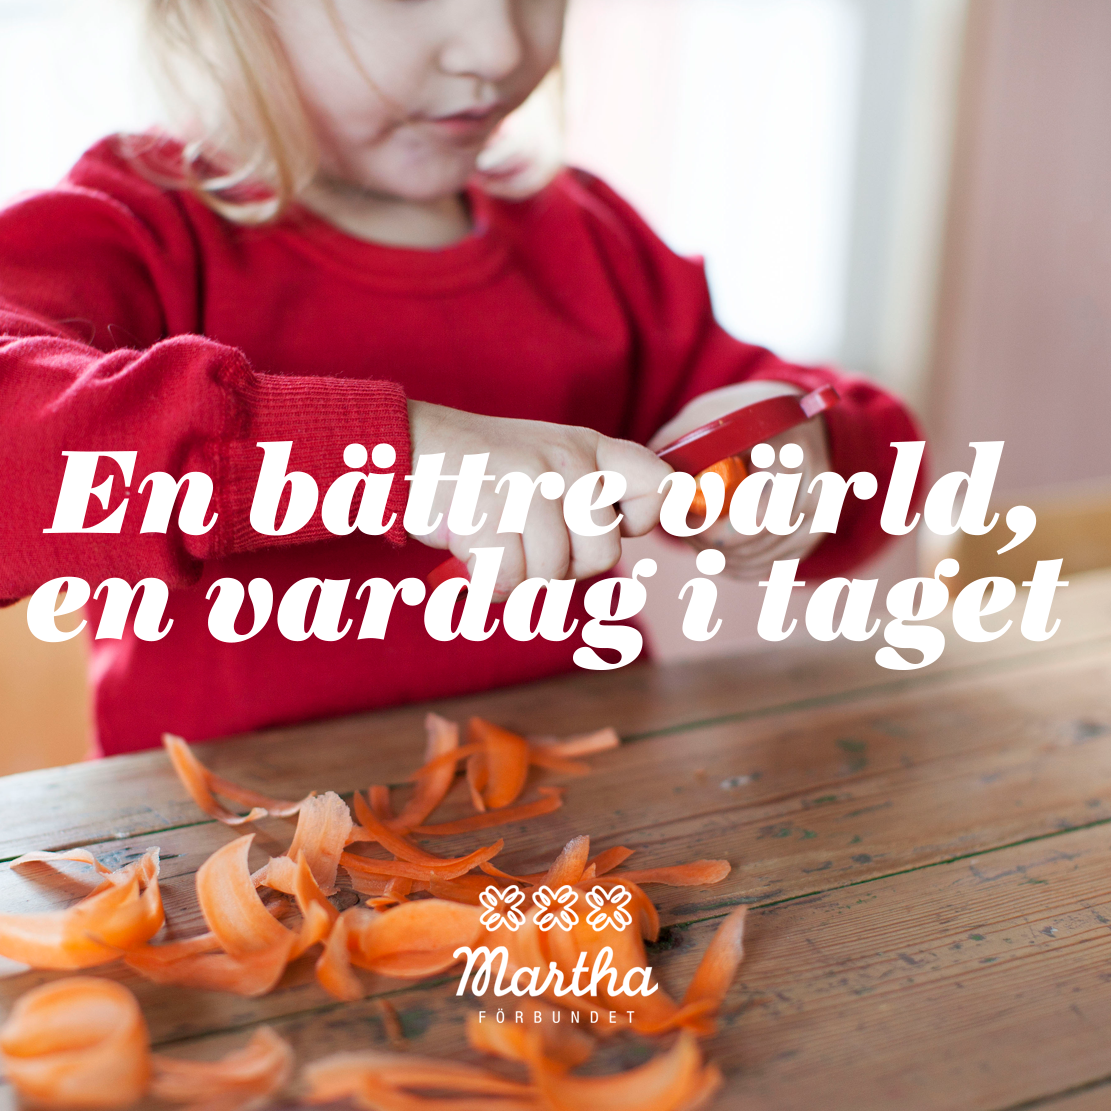 En bättre värld,
en vardag i taget
Martha
FÖRBUNDET